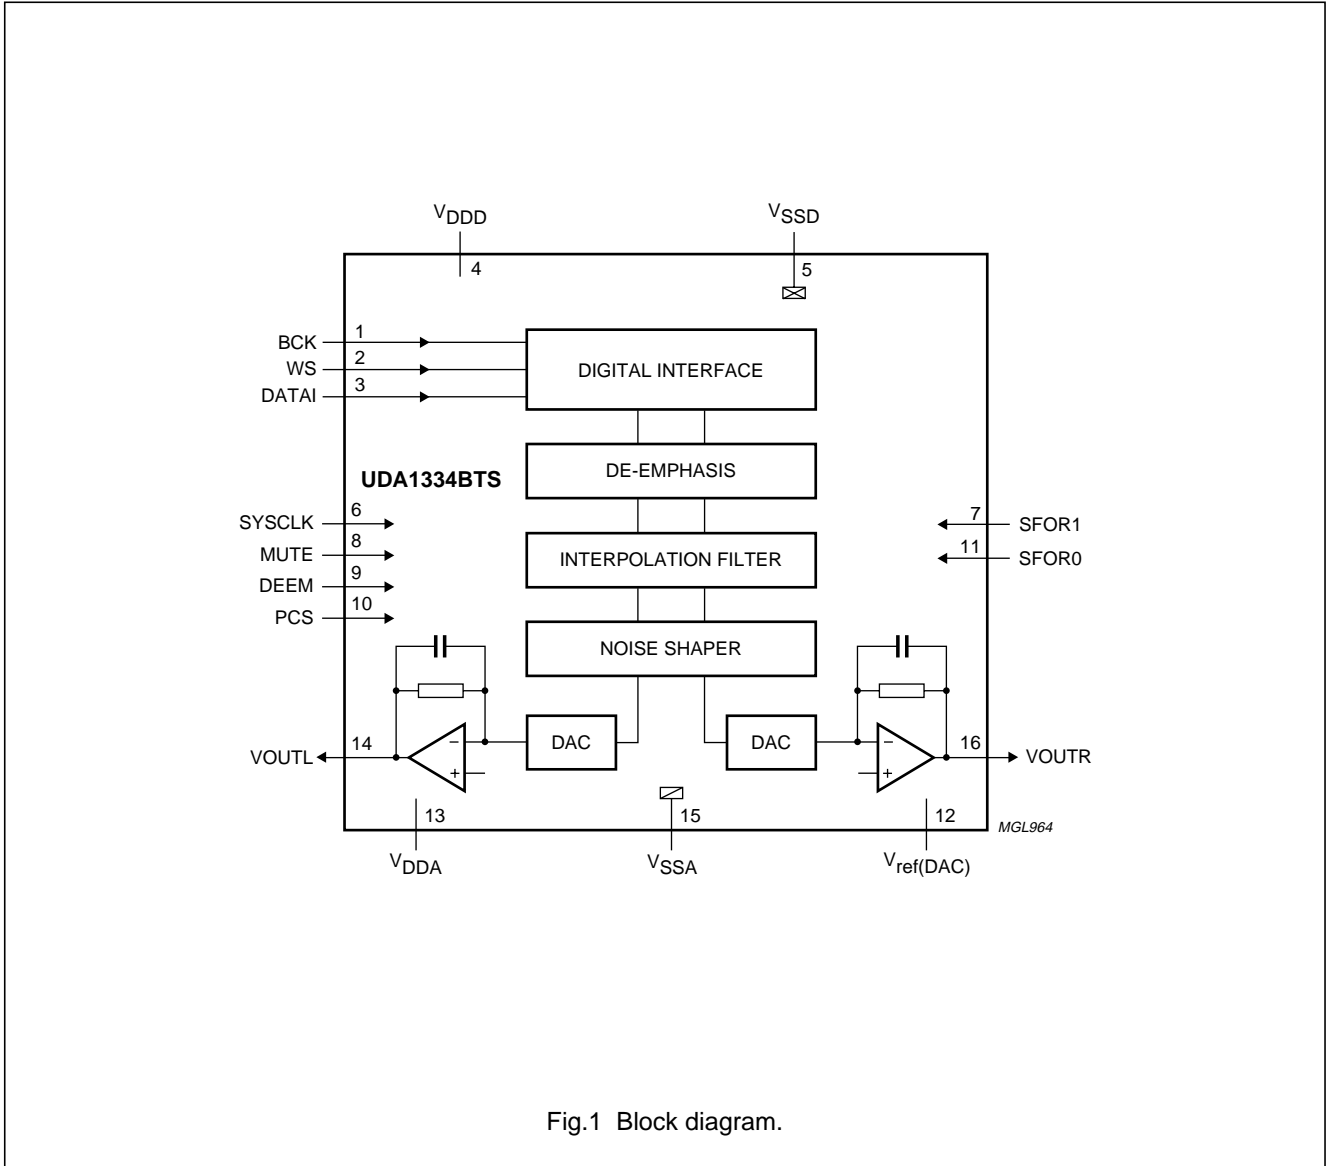 VDDD
VSSD
4
5
BCK
1
WS
2
DATAI
3
DIGITAL INTERFACE
DE-EMPHASIS
UDA1334BTS
SYSCLK
6
MUTE
8
DEEM
9
PCS
10
7
SFOR1
11
SFOR0
INTERPOLATION FILTER
NOISE SHAPER
VOUTL
14
−
+
DAC
DAC
−
+
16
VOUTR
13
15
12
MGL964
VDDA
VSSA
Vref(DAC)
Fig.1 Block diagram.